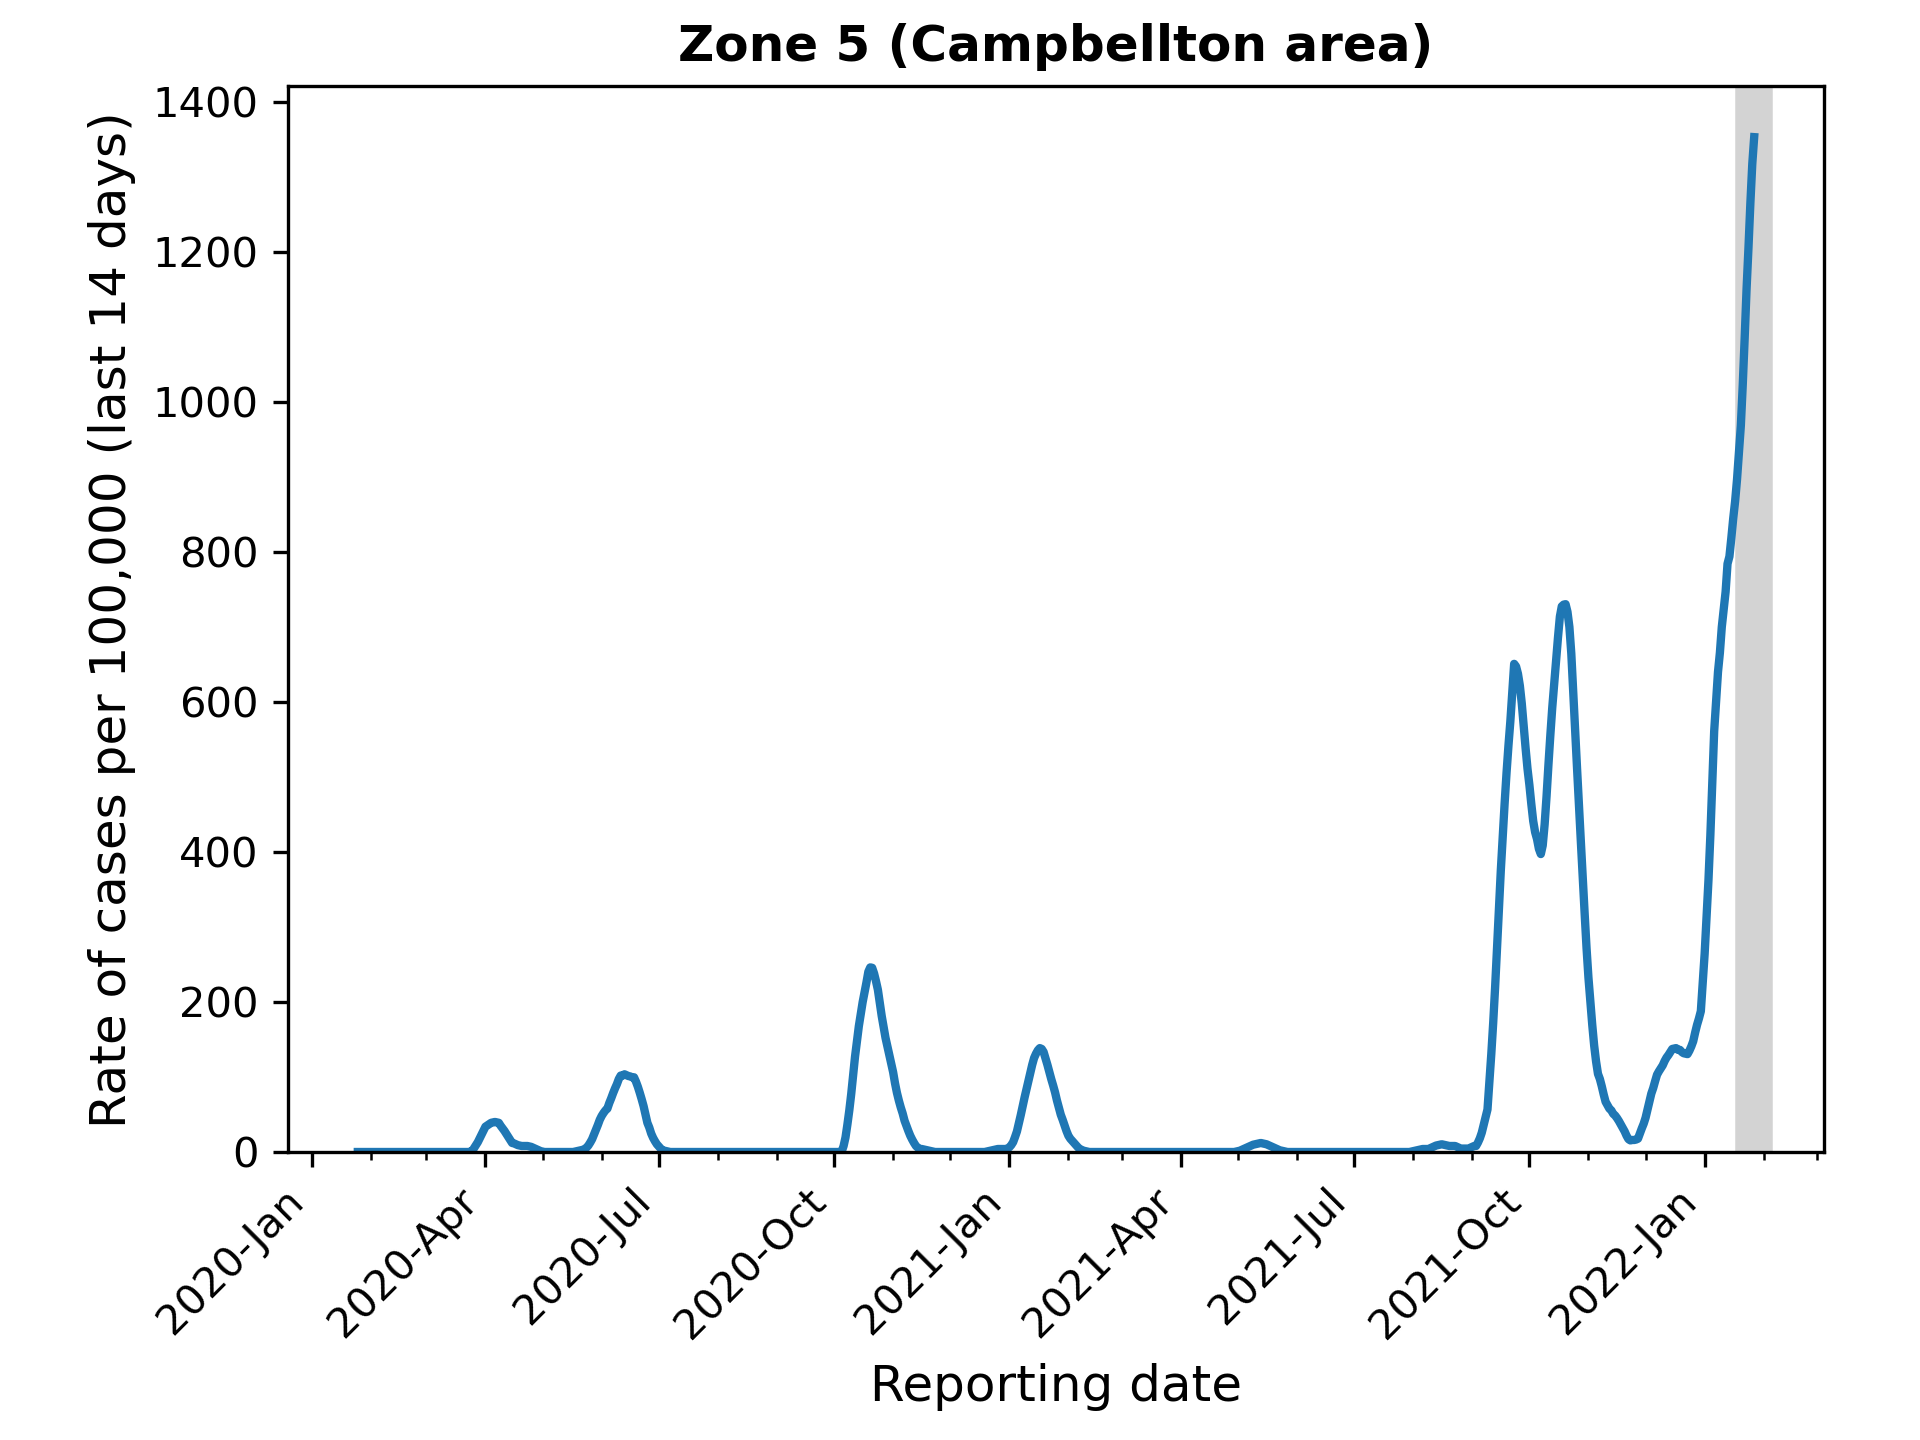 Zone 5 (Campbellton area)
Rate of cases per 100,000 (last 14 days)
1400
1200
1000
800
600
400
200
0
2020-Jan
2020-Apr
2020-Jul
2020-Oct
2021-Jan
2021-Apr
2021-Jul
2021-Oct
2022-Jan
Reporting date